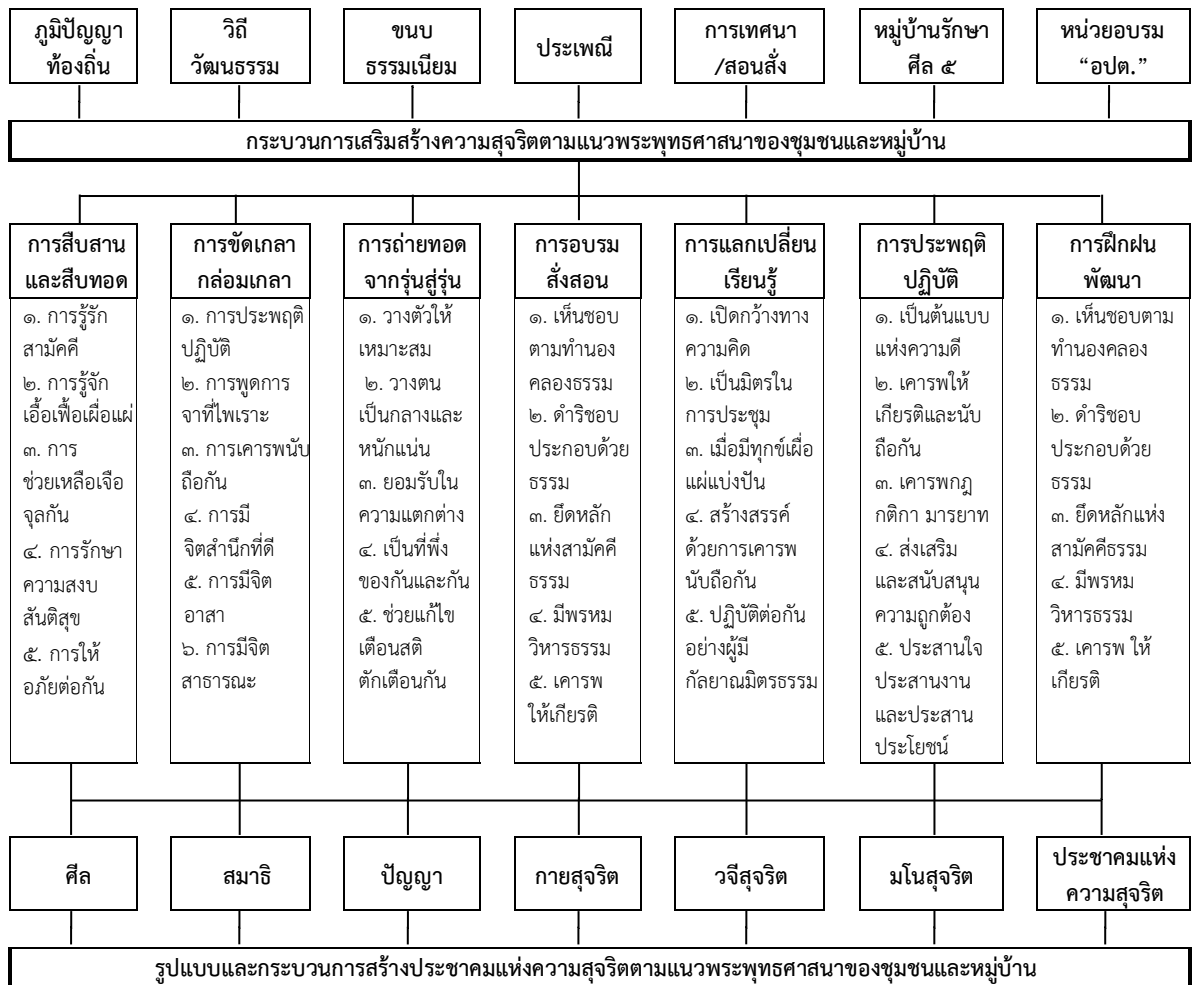 ภูมิปัญญา
ท้องถิ่น
วิถี
วัฒนธรรม
ขนบ
ธรรมเนียม
ประเพณี
การเทศนา
/สอนสั่ง
หมู่บ้านรักษา
ศีล ๕
หน่วยอบรม
“อปต.”
กระบวนการเสริมสร้างความสุจริตตามแนวพระพุทธศาสนาของชุมชนและหมู่บ้าน
การสืบสาน
และสืบทอด
๑. การรู้รัก
สามัคคี
๒. การรู้จัก
เอื้อเฟื้อเผื่อแผ่
๓. การ
ช่วยเหลือเจือ
จุลกัน
๔. การรักษา
ความสงบ
สันติสุข
๕. การให้
อภัยต่อกัน
การขัดเกลา
กล่อมเกลา
๑. การประพฤติ
ปฏิบัติ
๒. การพูดการ
จาที่ไพเราะ
๓. การเคารพนับ
ถือกัน
๔. การมี
จิตสำนึกที่ดี
๕. การมีจิต
อาสา
๖. การมีจิต
สาธารณะ
การถ่ายทอด
จากรุ่นสู่รุ่น
๑. วางตัวให้
เหมาะสม
๒. วางตน
เป็นกลางและ
หนักแน่น
๓. ยอมรับใน
ความแตกต่าง
๔. เป็นที่พึ่ง
ของกันและกัน
๕. ช่วยแก้ไข
เตือนสติ
ตักเตือนกัน
การอบรม
สั่งสอน
๑. เห็นชอบ
ตามทำนอง
คลองธรรม
๒. ดำริชอบ
ประกอบด้วย
ธรรม
๓. ยึดหลัก
แห่งสามัคคี
ธรรม
๔. มีพรหม
วิหารธรรม
๕. เคารพ
ให้เกียรติ
การแลกเปลี่ยน
เรียนรู้
๑. เปิดกว้างทาง
ความคิด
๒. เป็นมิตรใน
การประชุม
๓. เมื่อมีทุกข์เผื่อ
แผ่แบ่งปัน
๔. สร้างสรรค์
ด้วยการเคารพ
นับถือกัน
๕. ปฏิบัติต่อกัน
อย่างผู้มี
กัลยาณมิตรธรรม
การประพฤติ
ปฏิบัติ
๑. เป็นต้นแบบ
แห่งความดี
๒. เคารพให้
เกียรติและนับ
ถือกัน
๓. เคารพกฎ
กติกา มารยาท
๔. ส่งเสริม
และสนับสนุน
ความถูกต้อง
๕. ประสานใจ
ประสานงาน
และประสาน
ประโยชน์
การฝึกฝน
พัฒนา
๑. เห็นชอบตาม
ทำนองคลอง
ธรรม
๒. ดำริชอบ
ประกอบด้วย
ธรรม
๓. ยึดหลักแห่ง
สามัคคีธรรม
๔. มีพรหม
วิหารธรรม
๕. เคารพ ให้
เกียรติ
ศีล
สมาธิ
ปัญญา
กายสุจริต
วจีสุจริต
มโนสุจริต
ประชาคมแห่ง
ความสุจริต
รูปแบบและกระบวนการสร้างประชาคมแห่งความสุจริตตามแนวพระพุทธศาสนาของชุมชนและหมู่บ้าน